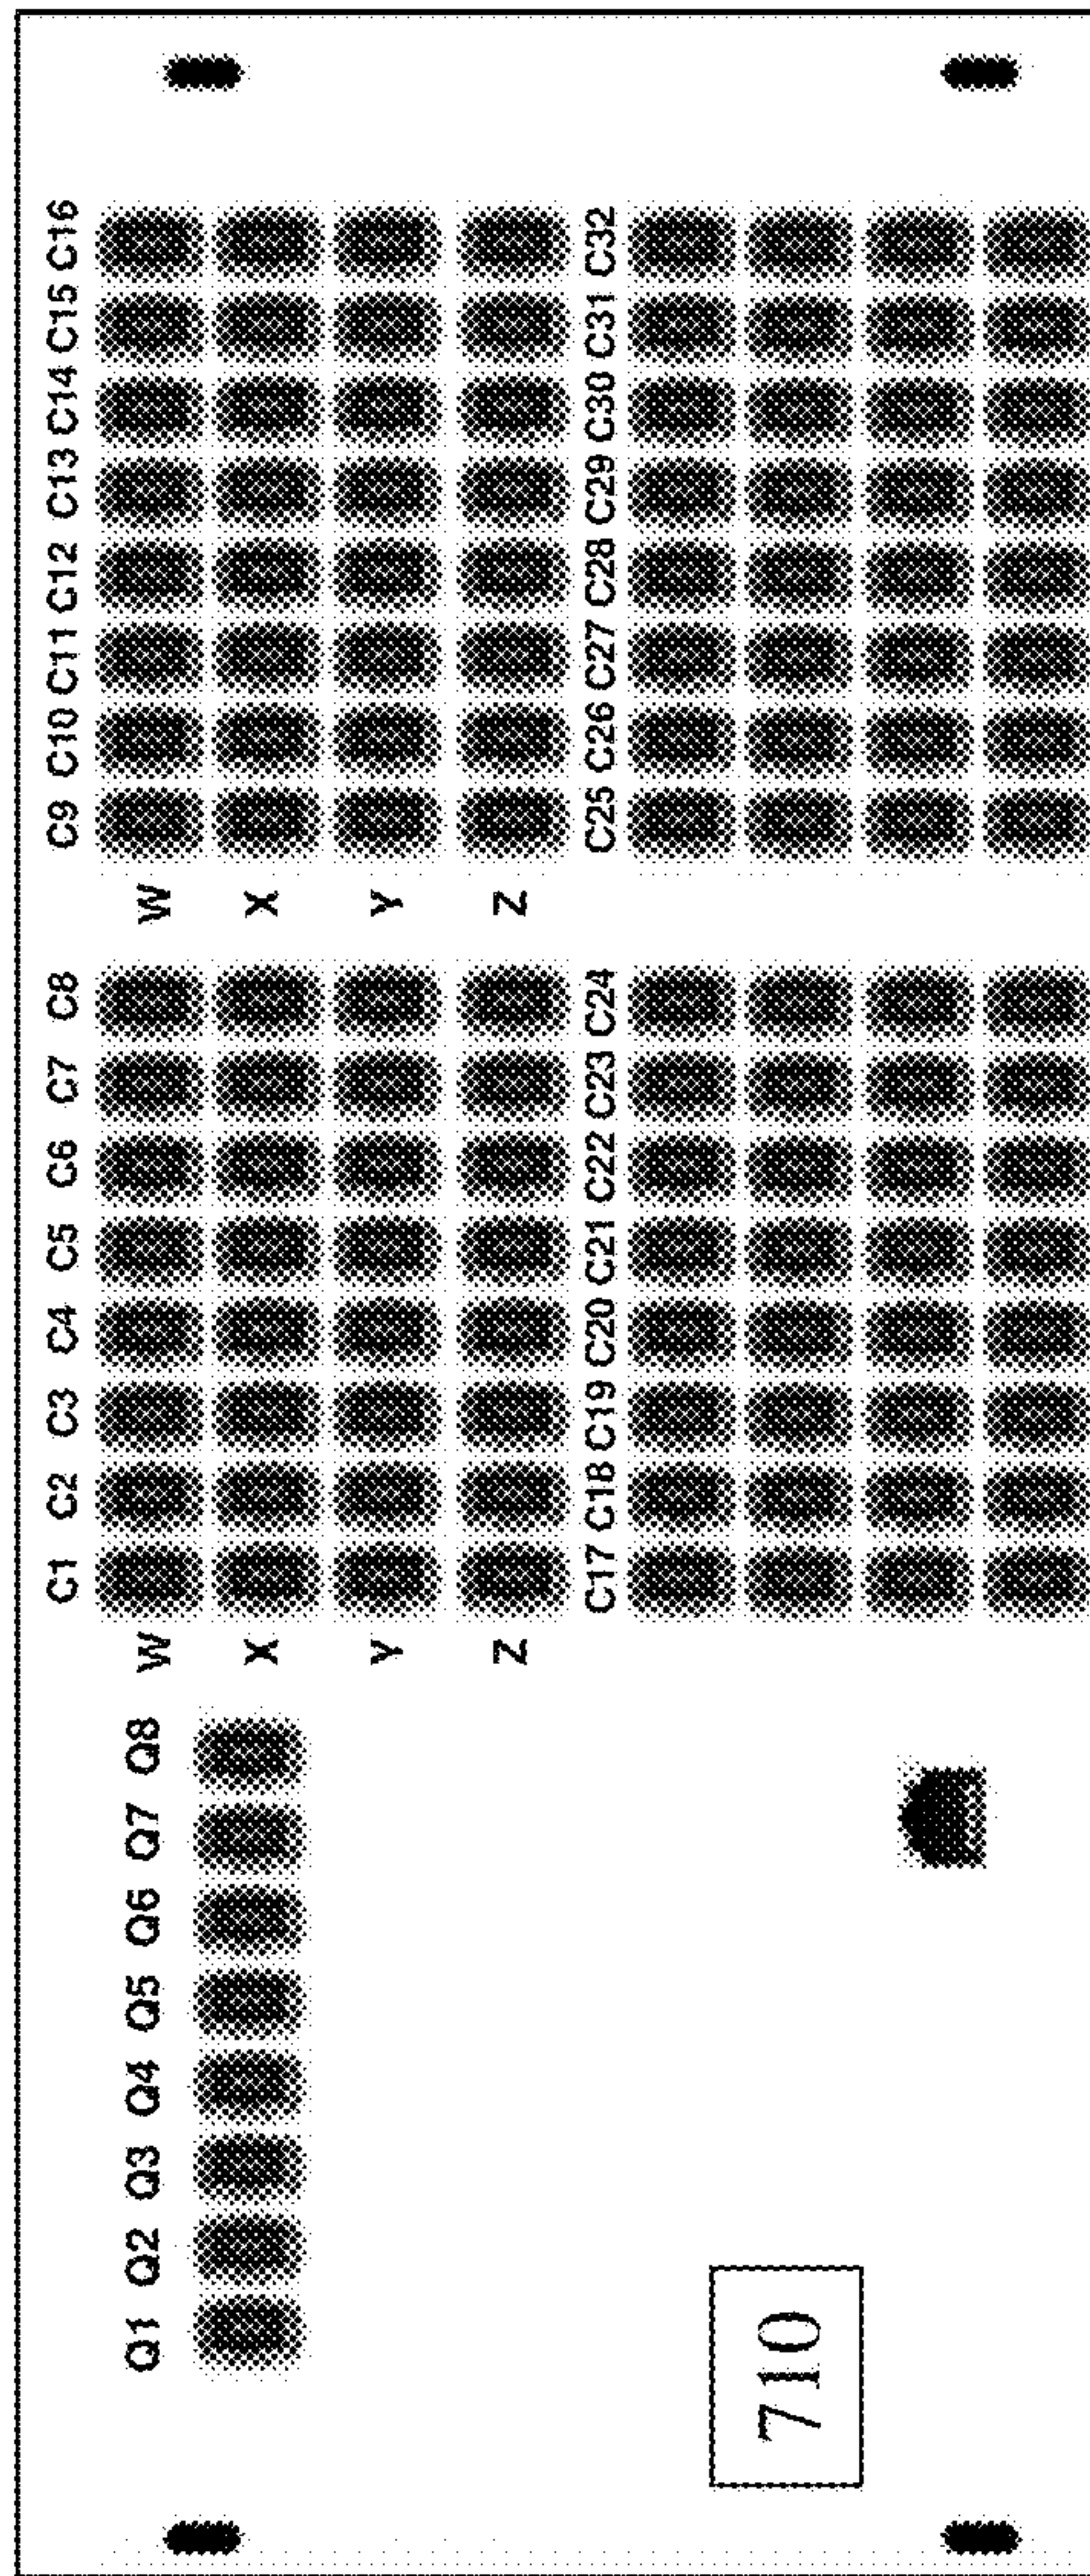 Q1 Q2 Q3 Q4 Q5 Q6 Q7 Q8
C1 C2 C3 C4 C5 C6 C7 C8
C9 C10 C11 C12 C13 C14 C15 C16
W
W
X
X
Y
Y
Z
Z
C17 C18 C19 C20 C21 C22 C23 C24
C25 C26 C27 C28 C29 C30 C31 C32
710